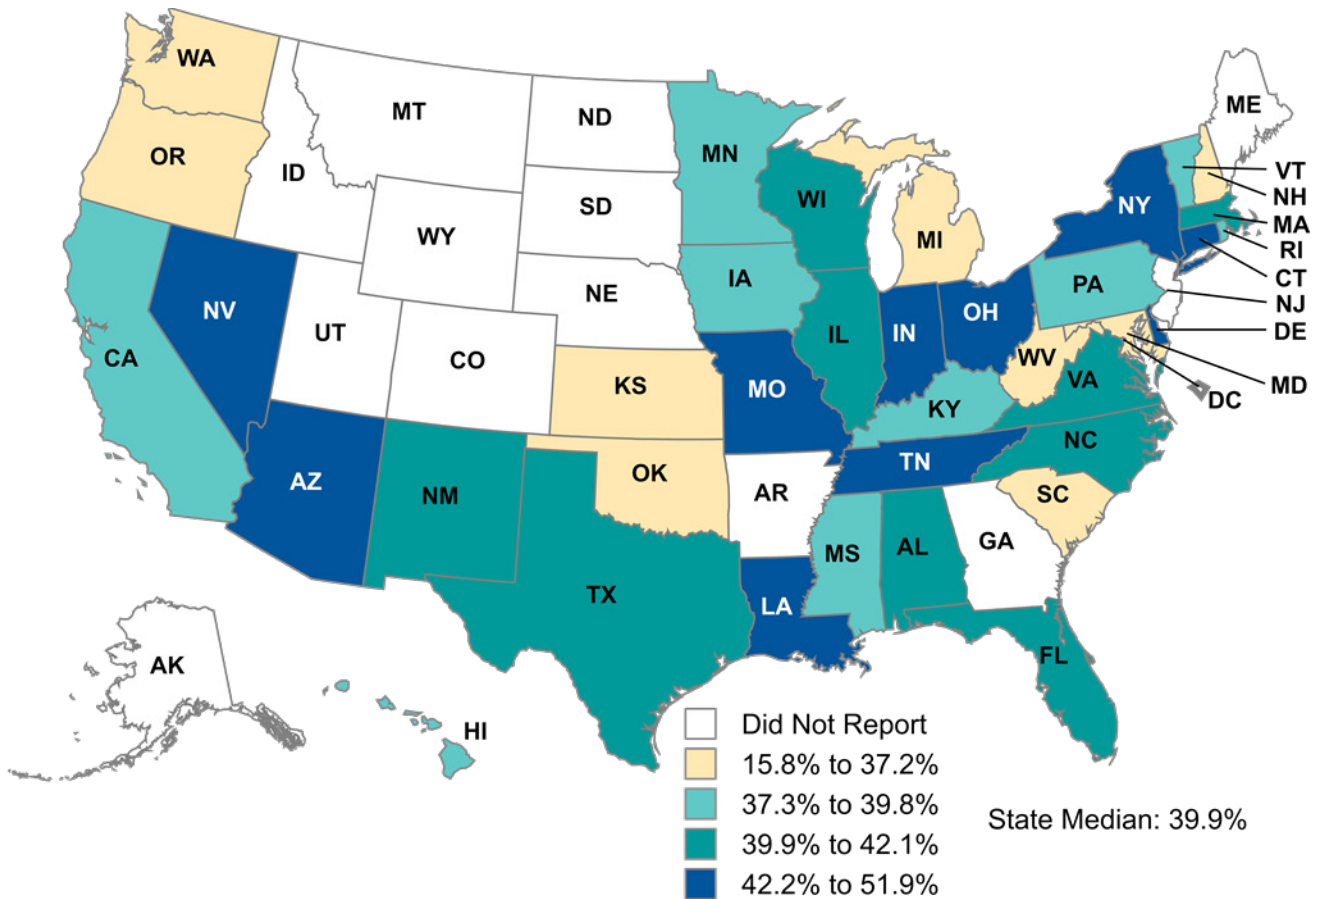 WA
MT
ND
ME
OR
MN
ID
VT
SD
WI
NH
NY
MA
WY
MI
RI
IA
CT
NE
PA
NJ
NV
OH
UT
IN
DE
IL
CA
CO
WV
KS
VA
MD
MO
DC
KY
NC
TN
OK
AZ
AR
SC
NM
GA
AL
MS
TX
LA
FL
AK
HI
Did Not Report
15.8% to 37.2%
37.3% to 39.8%
State Median: 39.9%
39.9% to 42.1%
42.2% to 51.9%